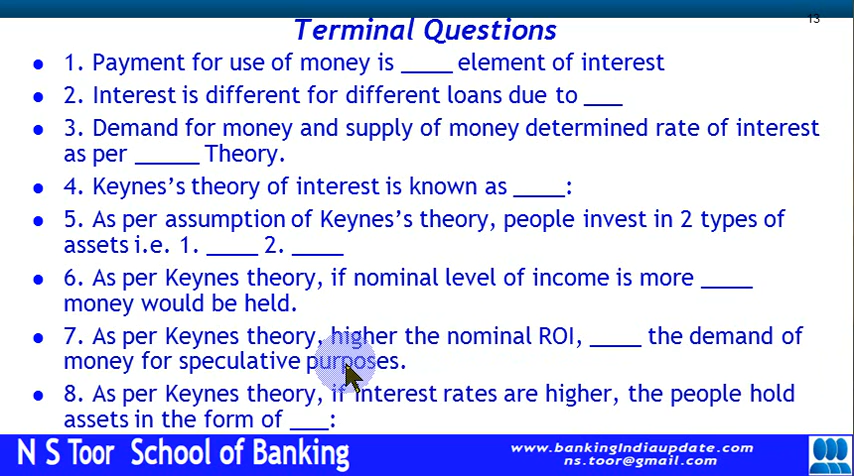 13
Terminal Questions
• 1. Payment for use of money is ____ element of interest
• 2. Interest is different for different loans due to ___
• 3. Demand for money and supply of money determined rate of interest
as per _____ Theory.
• 4. Keynes's theory of interest is known as ____:
• 5. As per assumption of Keynes's theory, people invest in 2 types of
assets i.e. 1. ____ 2. ____
• 6. As per Keynes theory, if nominal level of income is more ____
money would be held.
• 7. As per Keynes theory, higher the nominal ROI, ____ the demand of
money for speculative purposes.
• 8. As per Keynes theory, if interest rates are higher, the people hold
assets in the form of ___:
N S Toor School of Banking
www.bankingindiaupdate.com
ns.toor@gmail.com